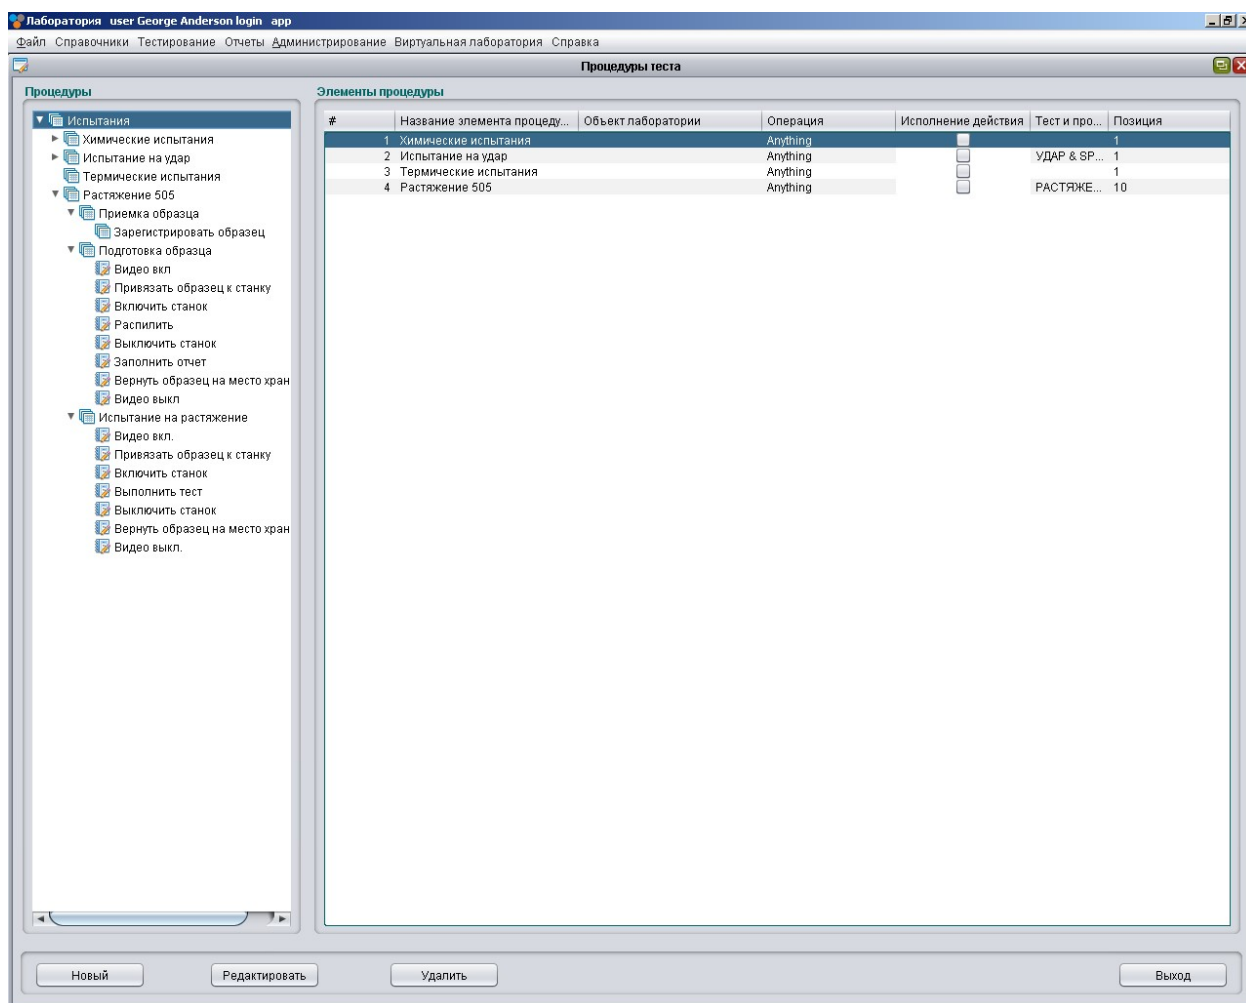 Лаборатория user George Anderson login app
Файл Справочники Тестирование Отчеты Администрирование Виртуальная лаборатория Справка
Процедуры теста
Процедуры
Испытания
Химические испытания
Испытание на удар
Термические испытания
Растяжение 505
Приемка образца
Зарегистрировать образец
Подготовка образца
Видео вкл
Привязать образец к станку
Включить станок
Распилить
Выключить станок
Заполнить отчет
Вернуть образец на место хран
Видео выкл
Испытание на растяжение
Видео вкл.
Привязать образец к станку
Включить станок
Выполнить тест
Выключить станок
Вернуть образец на место хран
Видео выкл.
Элементы процедуры
# Название элемента процеду... Объект лаборатории Операция Исполнение действия Тест и про... Позиция
1 Химические испытания Anything 1
2 Испытание на удар Anything УДАР & SP... 1
3 Термические испытания Anything 1
4 Растяжение 505 Anything РАСТЯЖЕ... 10
Новый Редактировать Удалить Выход